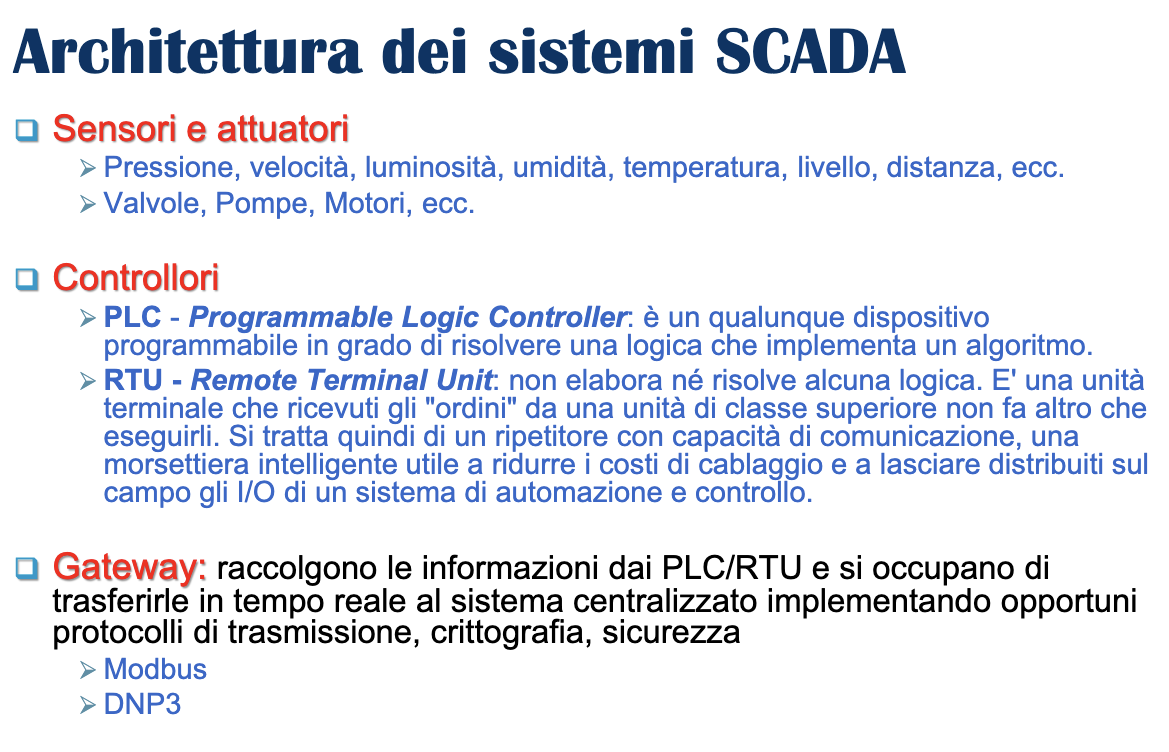 Architettura dei sistemi SCADA
Sensori e attuatori
Pressione, velocità, luminosità, umidità, temperatura, livello, distanza, ecc.
Valvole, Pompe, Motori, ecc.
Controllori
PLC - Programmable Logic Controller: è un qualunque dispositivo
programmabile in grado di risolvere una logica che implementa un algoritmo.
RTU - Remote Terminal Unit: non elabora né risolve alcuna logica. E' una unità
terminale che ricevuti gli "ordini" da una unità di classe superiore non fa altro che
eseguirli. Si tratta quindi di un ripetitore con capacità di comunicazione, una
morsettiera intelligente utile a ridurre i costi di cablaggio e a lasciare distribuiti sul
campo gli I/O di un sistema di automazione e controllo.
Gateway: raccolgono le informazioni dai PLC/RTU e si occupano di
trasferirle in tempo reale al sistema centralizzato implementando opportuni
protocolli di trasmissione, crittografia, sicurezza
Modbus
DNP3